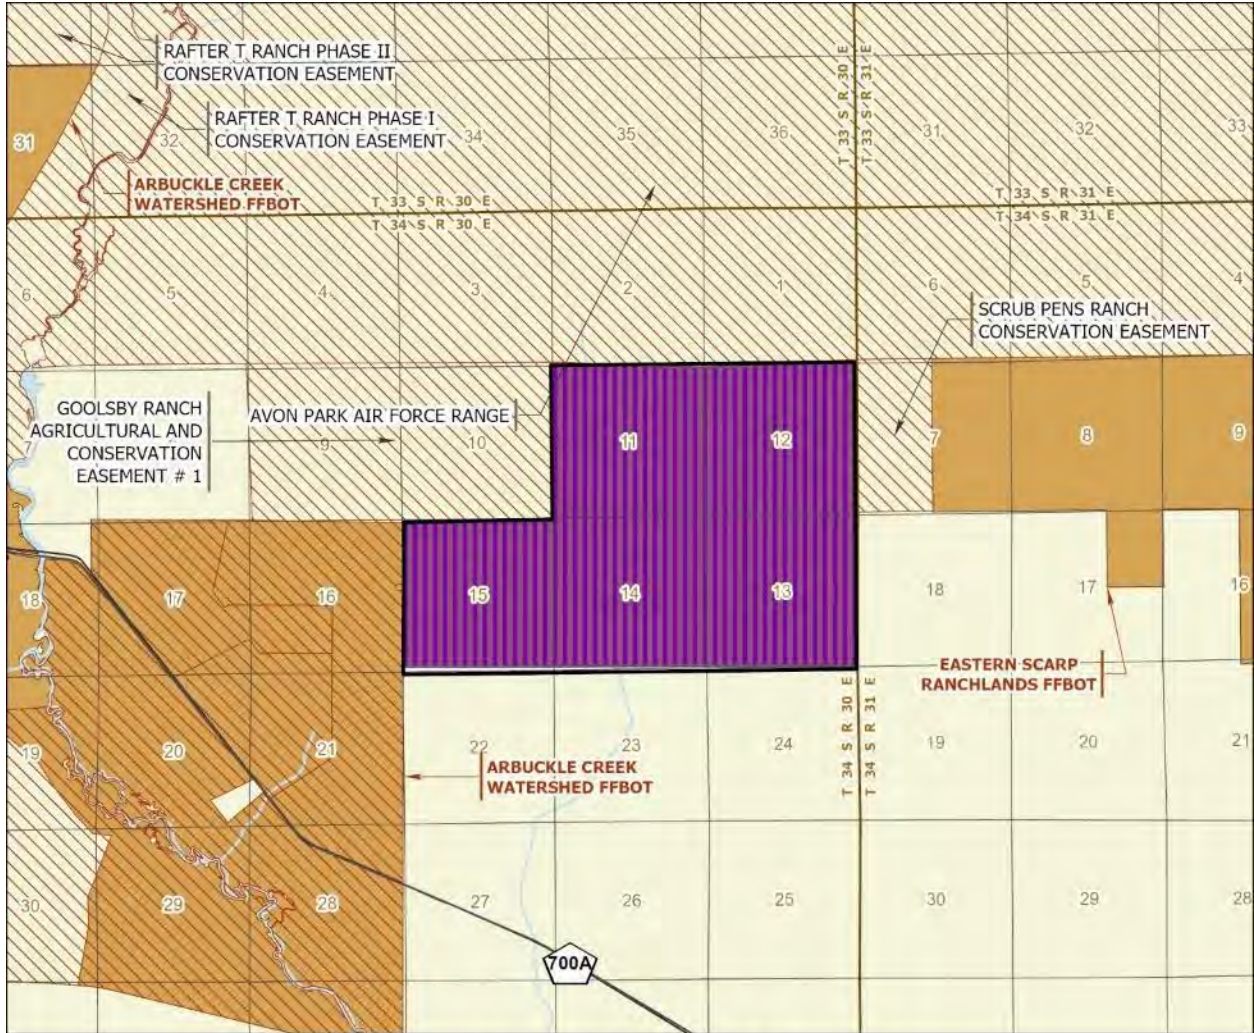 RAFTER T RANCH PHASE II
CONSERVATION EASEMENT
RAFTER T RANCH PHASE I
CONSERVATION EASEMENT
31
32
34
35
36
31
32
33
ARBUCKLE CREEK
WATERSHED FFBOT
T 33 S R 30 E
T 34 S R 30 E
T 33 S R 30 E
T 33 S R 31 E
T 33 S R 31 E
T 34 S R 31 E
6
5
4
3
2
1
6
5
4
SCRUB PENS RANCH
CONSERVATION EASEMENT
GOOLSBY RANCH
AGRICULTURAL AND
CONSERVATION
EASEMENT # 1
AVON PARK AIR FORCE RANGE
7
9
10
11
12
7
8
9
18
17
16
15
14
13
18
17
16
EASTERN SCARP
RANCHLANDS FFBOT
T 34 S R 30 E
T 34 S R 31 E
19
20
21
22
23
24
19
20
21
ARBUCKLE CREEK
WATERSHED FFBOT
30
29
28
27
26
25
30
29
28
700A